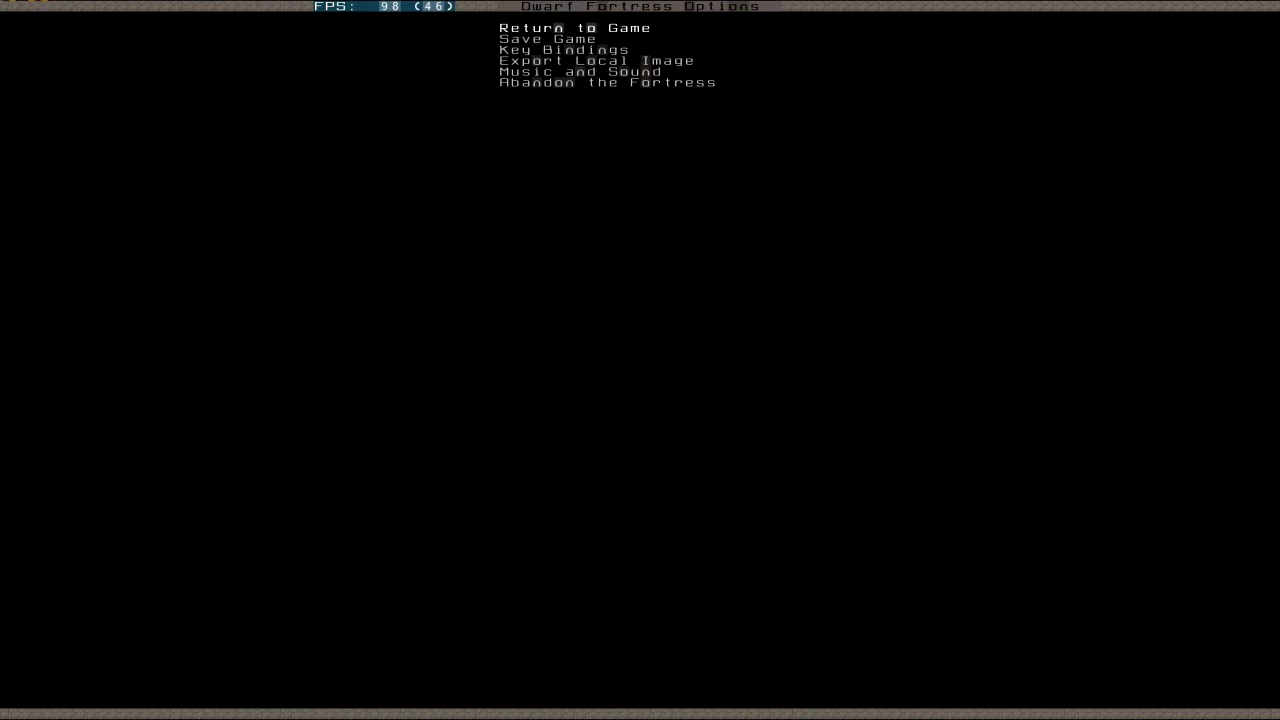 FPS: 98 (46) Dwarf Fortress Options
Return to Game
Save Game
Key Bindings
Export Local Image
Music and Sound
Abandon the Fortress